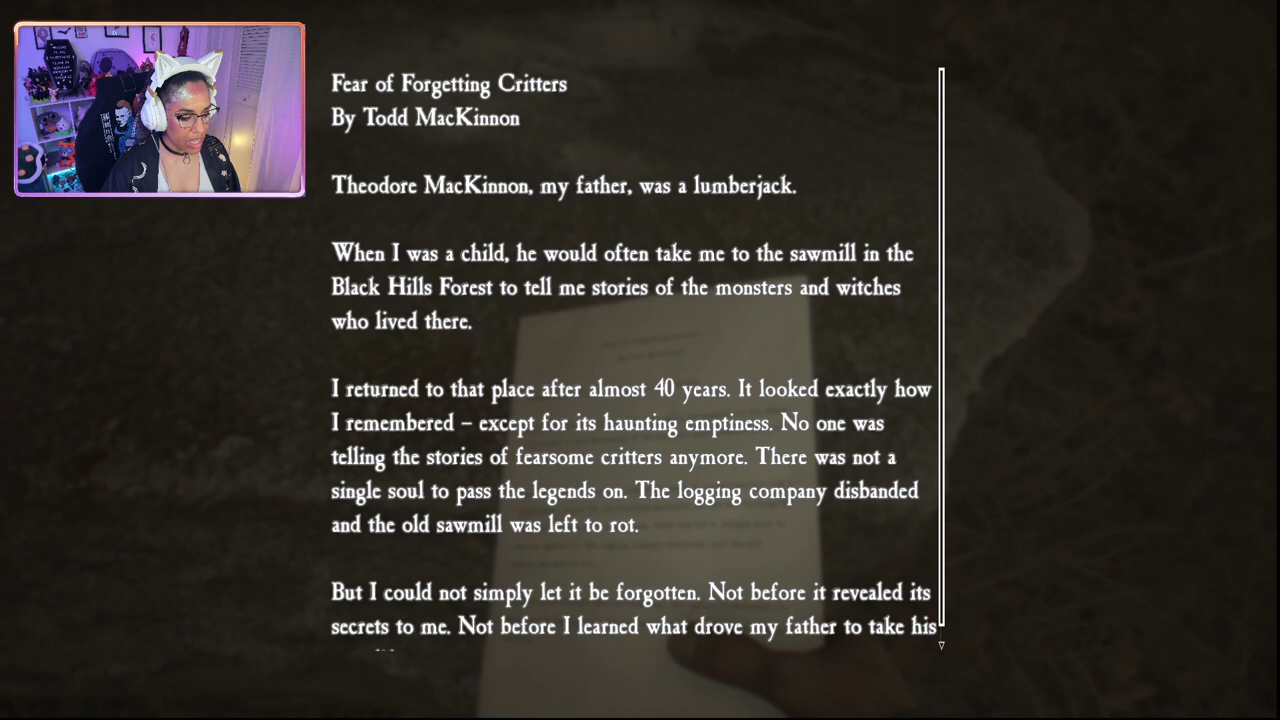 Fear of Forgetting Critters
By Todd MacKinnon
Theodore MacKinnon, my father, was a lumberjack.
When I was a child, he would often take me to the sawmill in the
Black Hills Forest to tell me stories of the monsters and witches
who lived there.
I returned to that place after almost 40 years. It looked exactly how
I remembered – except for its haunting emptiness. No one was
telling the stories of fearsome critters anymore. There was not a
single soul to pass the legends on. The logging company disbanded
and the old sawmill was left to rot.
But I could not simply let it be forgotten. Not before it revealed its
secrets to me. Not before I learned what drove my father to take his